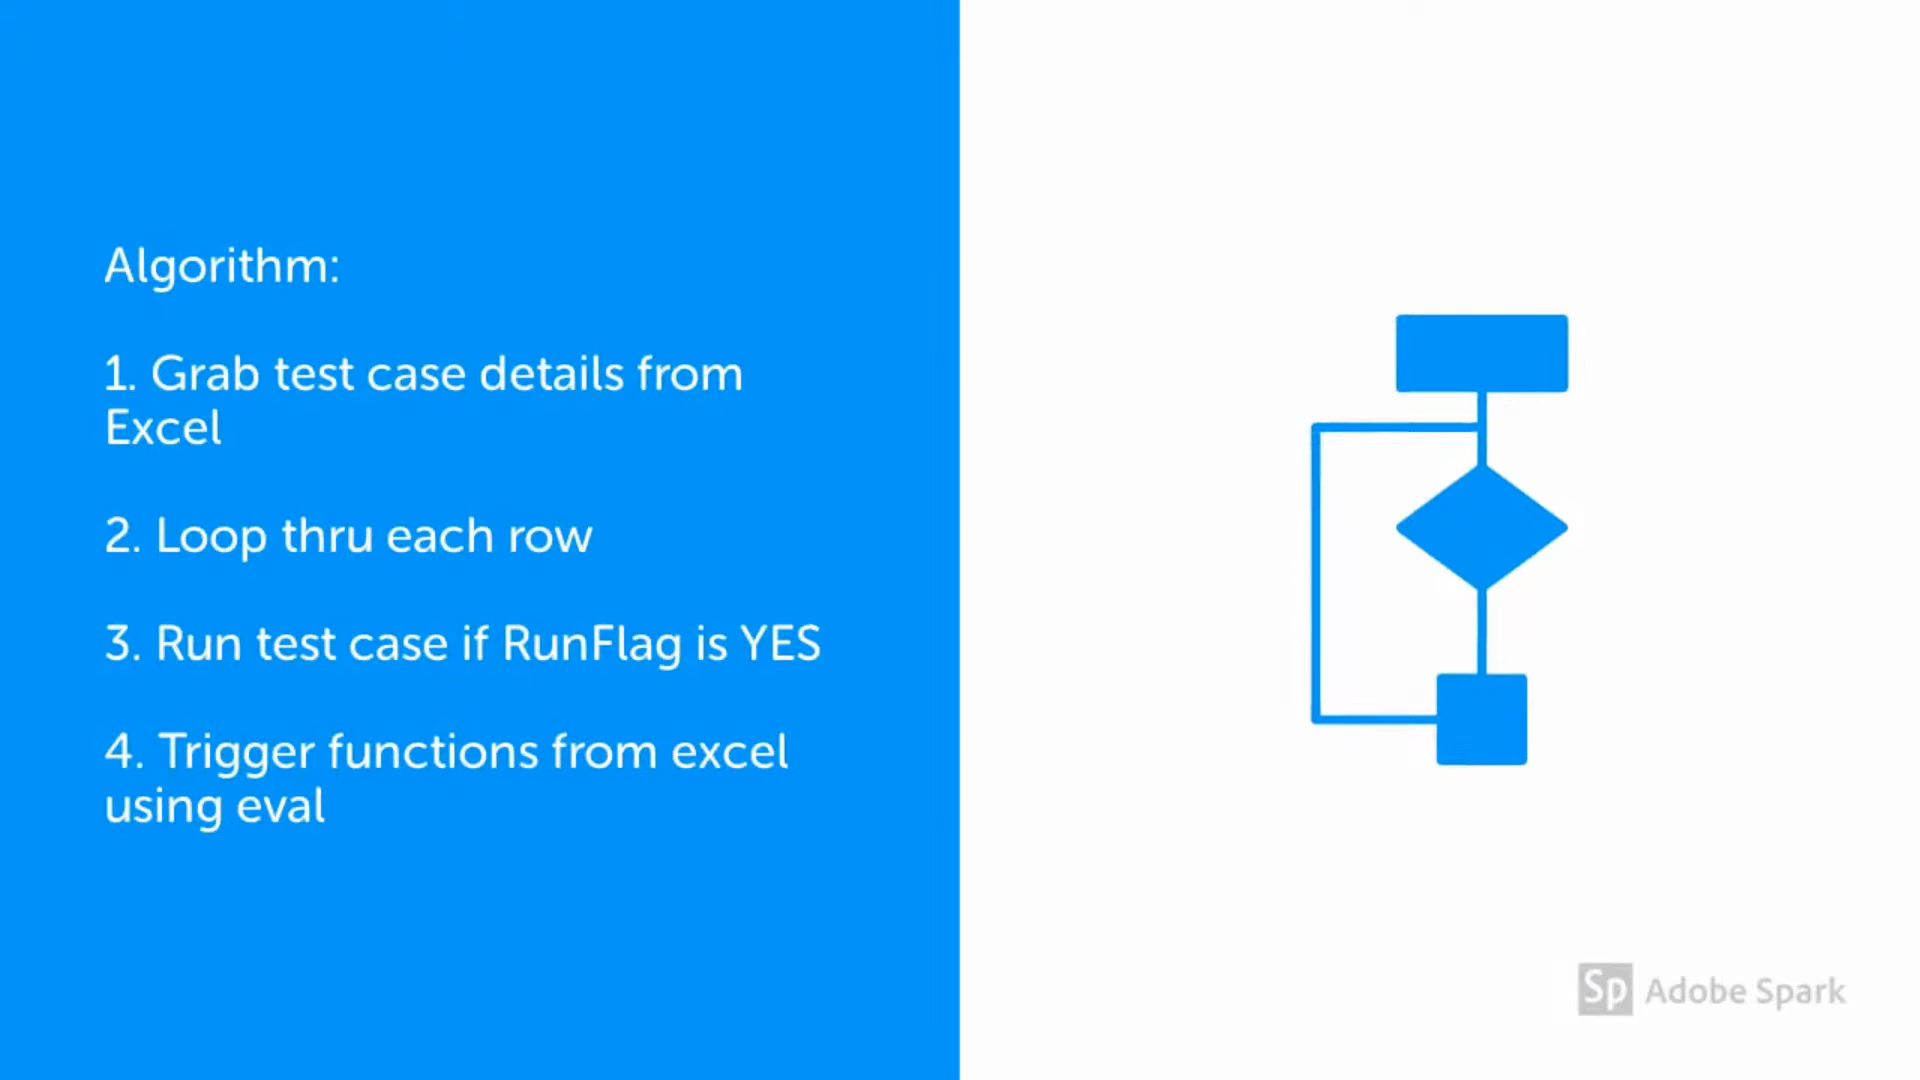 Algorithm:
1. Grab test case details from
Excel
2. Loop thru each row
3. Run test case if RunFlag is YES
4. Trigger functions from excel
using eval
Sp Adobe Spark